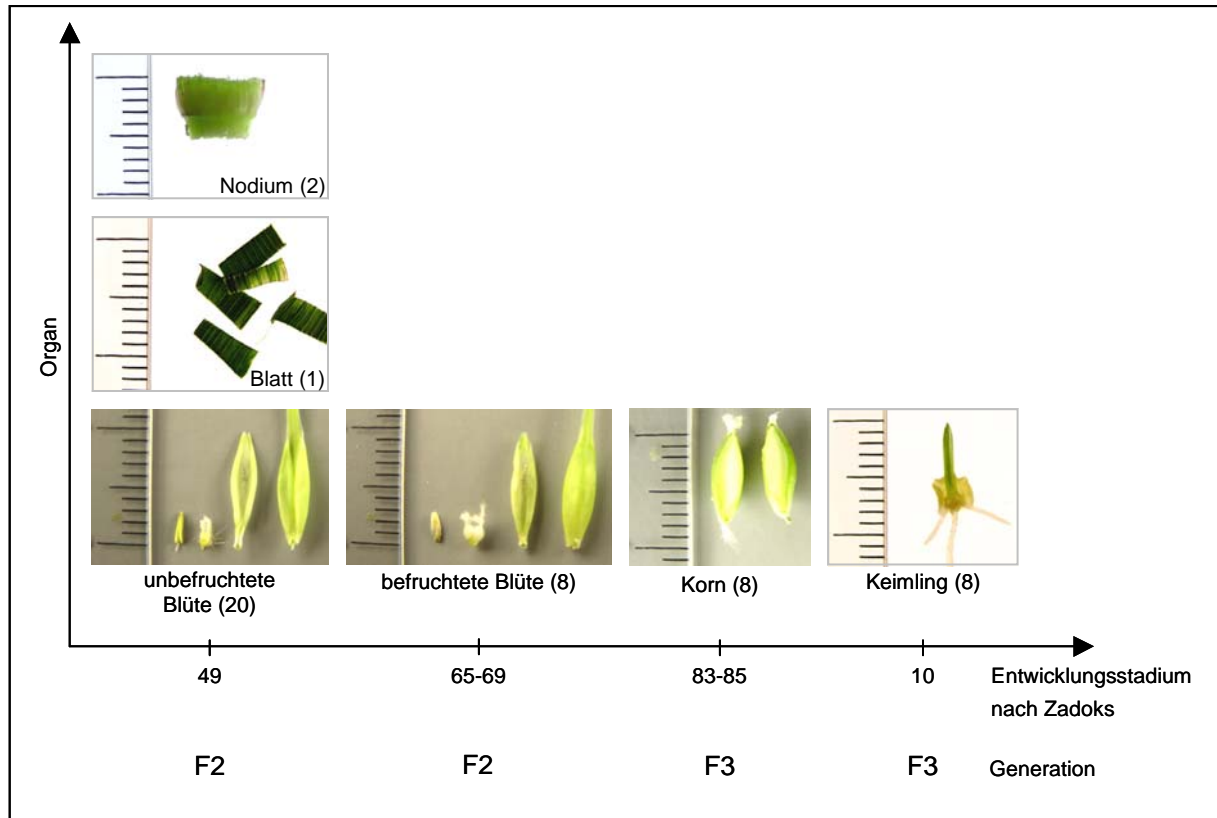 Organ
Nodium (2)
Blatt (1)
unbefruchtete
Blüte (20)
befruchtete Blüte (8)
Korn (8)
Keimling (8)
49
65-69
83-85
10
Entwicklungsstadium
nach Zadoks
F2
F2
F3
F3
Generation